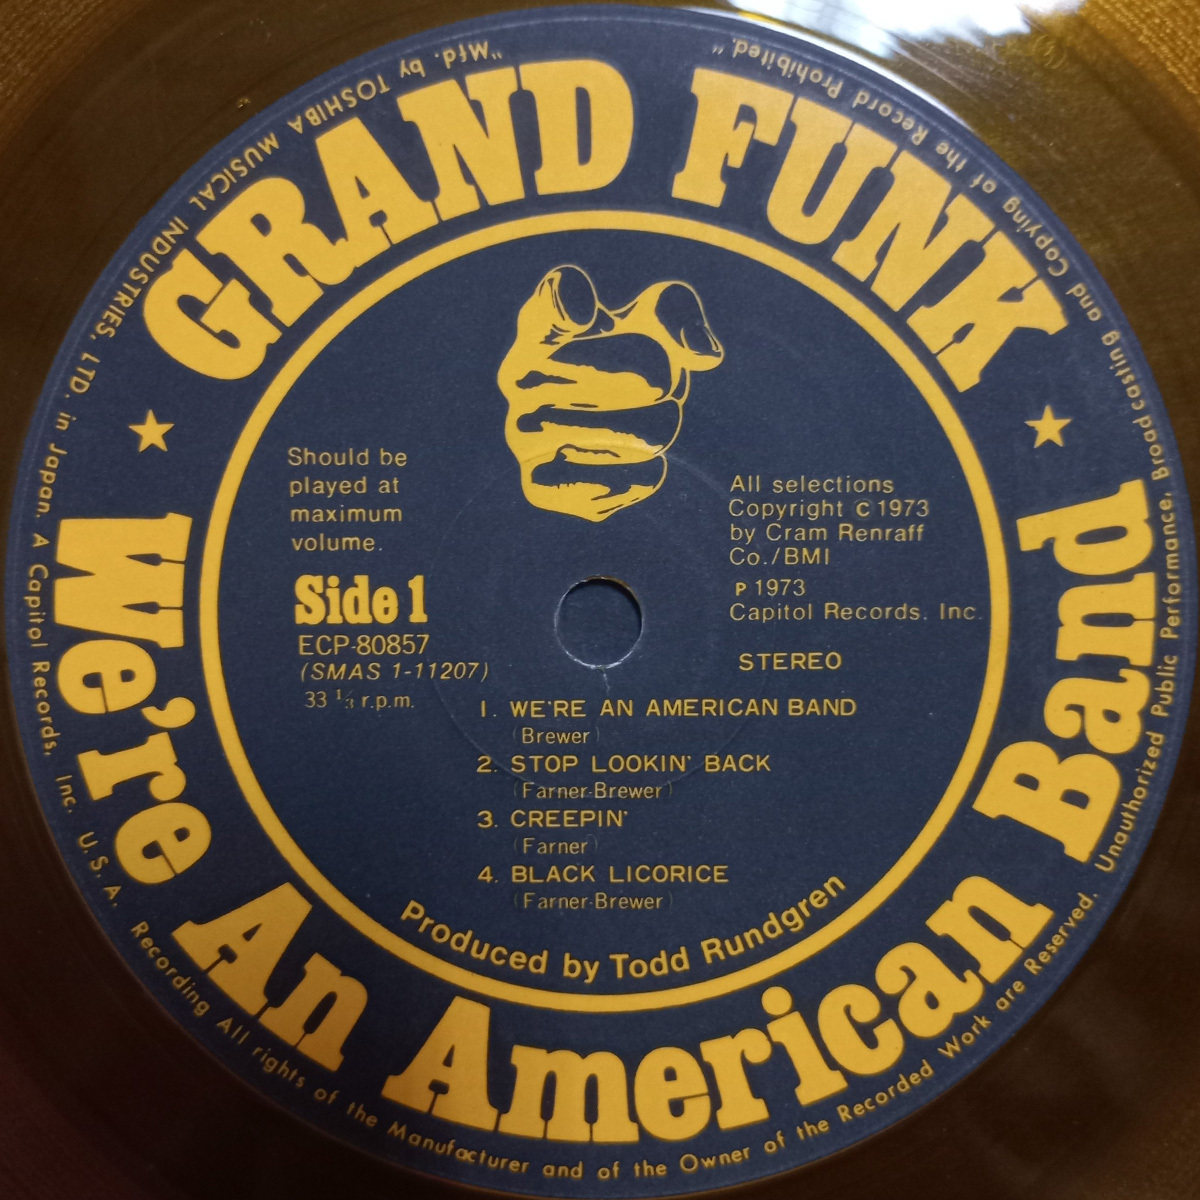 GRAND FUNK
We're An American Band
Should be
played at
maximum
volume.
Side 1
ECP-80857
(SMAS 1-11207)
33 1/3 r.p.m.
All selections
Copyright © 1973
by Cram Renraff
Co./BMI
℗ 1973
Capitol Records, Inc.
STEREO
1. WE'RE AN AMERICAN BAND
(Brewer)
2. STOP LOOKIN' BACK
(Farner-Brewer)
3. CREEPIN'
(Farner)
4. BLACK LICORICE
(Farner-Brewer)
Produced by Todd Rundgren
"Mfd. by TOSHIBA MUSICAL INDUSTRIES, LTD. in Japan. A Capitol Records, Inc. U.S.A. Recording All rights of the Manufacturer and of the Owner of the Recorded Work are Reserved. Unauthorized Public Performance, Broadcasting and Copying of the Record Prohibited."